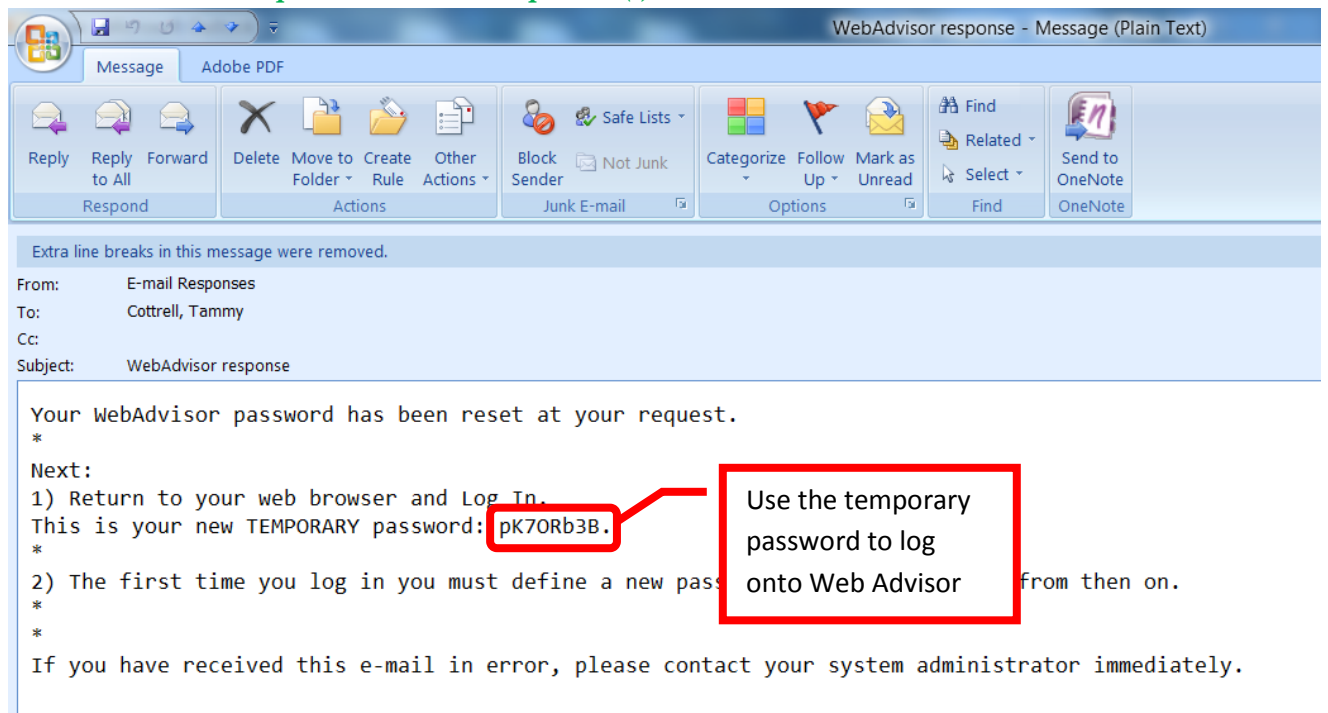 WebAdvisor response - Message (Plain Text)
Message Adobe PDF
Reply Reply to All Forward
Respond
Delete Move to Folder Create Rule Other Actions
Actions
Block Sender Safe Lists Not Junk
Junk E-mail
Categorize Follow Up Mark as Unread
Options
Find
Related
Select
Find
Send to OneNote
OneNote
Extra line breaks in this message were removed.
From: E-mail Responses
To: Cottrell, Tammy
Cc:
Subject: WebAdvisor response
Your WebAdvisor password has been reset at your request.
*
Next:
1) Return to your web browser and Log In.
This is your new TEMPORARY password: pK7ORb3B.
*
2) The first time you log in you must define a new pas from then on.
*
*
If you have received this e-mail in error, please contact your system administrator immediately.
Use the temporary
password to log
onto Web Advisor